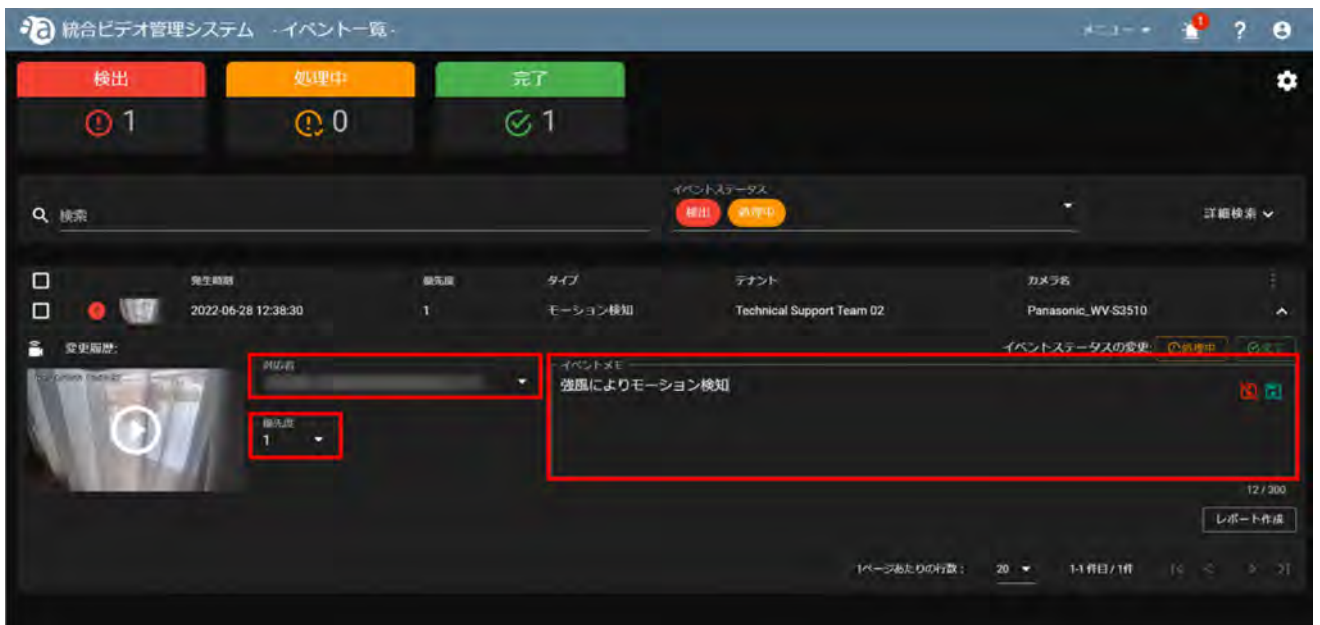 統合ビデオ管理システム - イベント一覧 -
メニュー
1
?
検出
処理中
完了
1
0
1
検索
イベントステータス
検出 処理中
詳細検索
発生時間 優先度 タイプ テナント カメラ名
2022-06-28 12:38:30 1 モーション検知 Technical Support Team 02 Panasonic_WV-S3510
変更履歴:
イベントステータスの変更: 処理中 完了
対応者
イベントメモ
強風によりモーション検知
優先度
1
12 / 300
レポート作成
1ページあたりの行数: 20 1-1 件目 / 1件